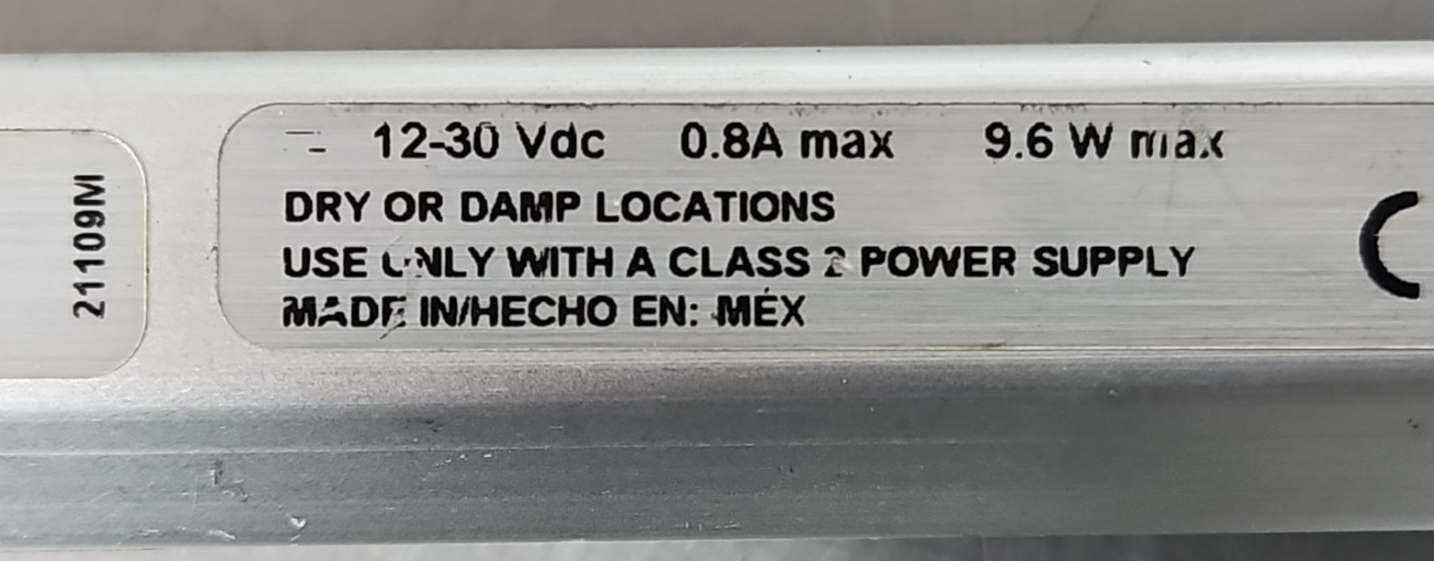 21109M
12-30 Vdc 0.8A max 9.6 W max
DRY OR DAMP LOCATIONS
USE ONLY WITH A CLASS 2 POWER SUPPLY
MADE IN/HECHO EN: MÉX